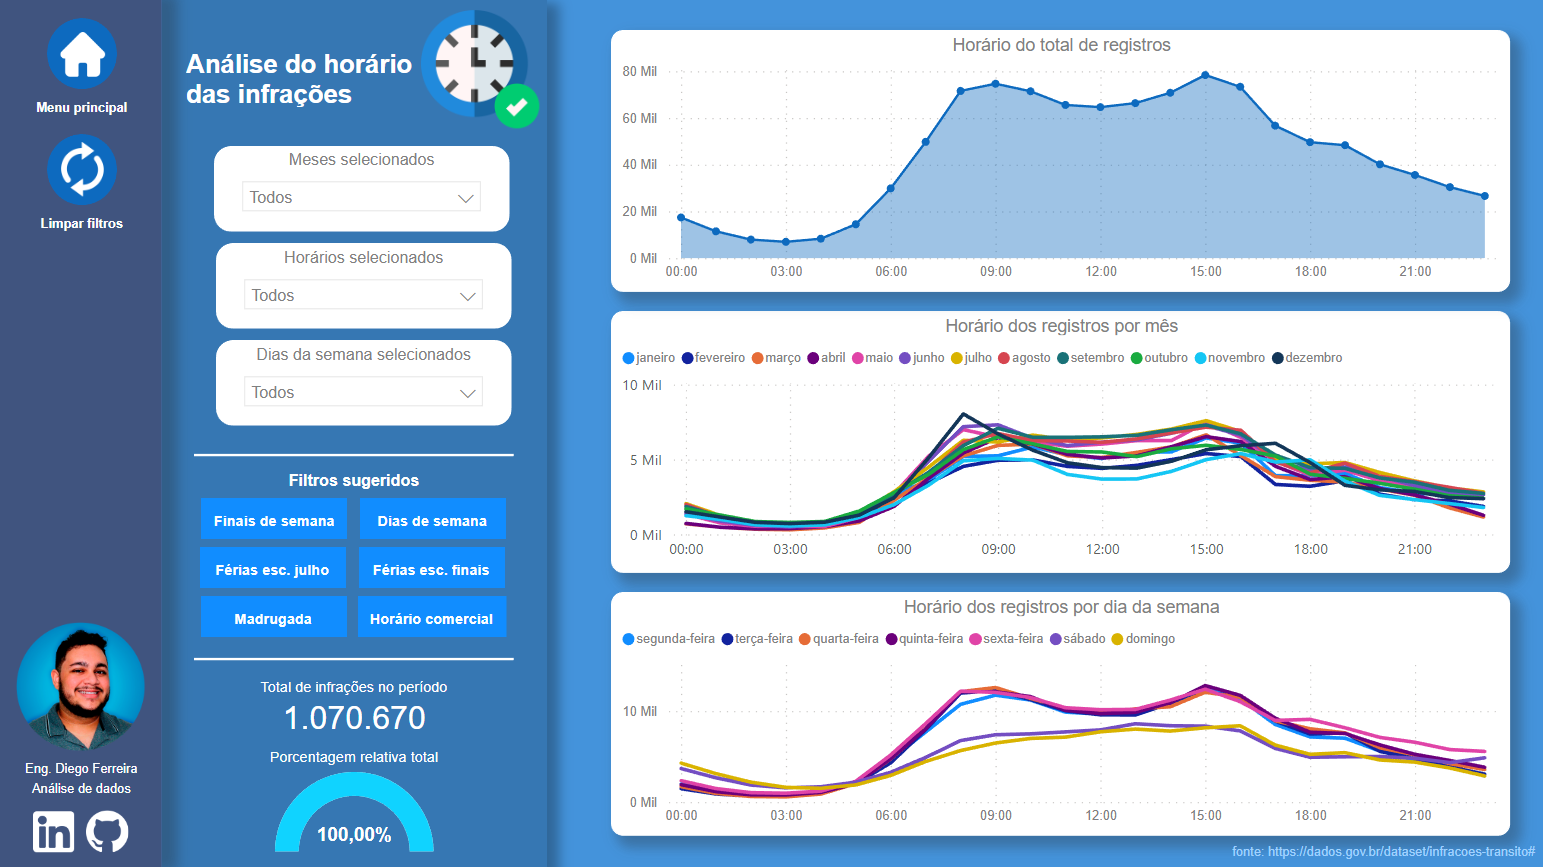 Menu principal
Limpar filtros
Eng. Diego Ferreira
Análise de dados
Análise do horário
das infrações
Meses selecionados
Todos
Horários selecionados
Todos
Dias da semana selecionados
Todos
Filtros sugeridos
Finais de semana
Dias de semana
Férias esc. julho
Férias esc. finais
Madrugada
Horário comercial
Total de infrações no período
1.070.670
Porcentagem relativa total
100,00%
Horário do total de registros
80 Mil
60 Mil
40 Mil
20 Mil
0 Mil
00:00 03:00 06:00 09:00 12:00 15:00 18:00 21:00
Horário dos registros por mês
janeiro fevereiro março abril maio junho julho agosto setembro outubro novembro dezembro
10 Mil
5 Mil
0 Mil
00:00 03:00 06:00 09:00 12:00 15:00 18:00 21:00
Horário dos registros por dia da semana
segunda-feira terça-feira quarta-feira quinta-feira sexta-feira sábado domingo
10 Mil
0 Mil
00:00 03:00 06:00 09:00 12:00 15:00 18:00 21:00
fonte: https://dados.gov.br/dataset/infracoes-transito#